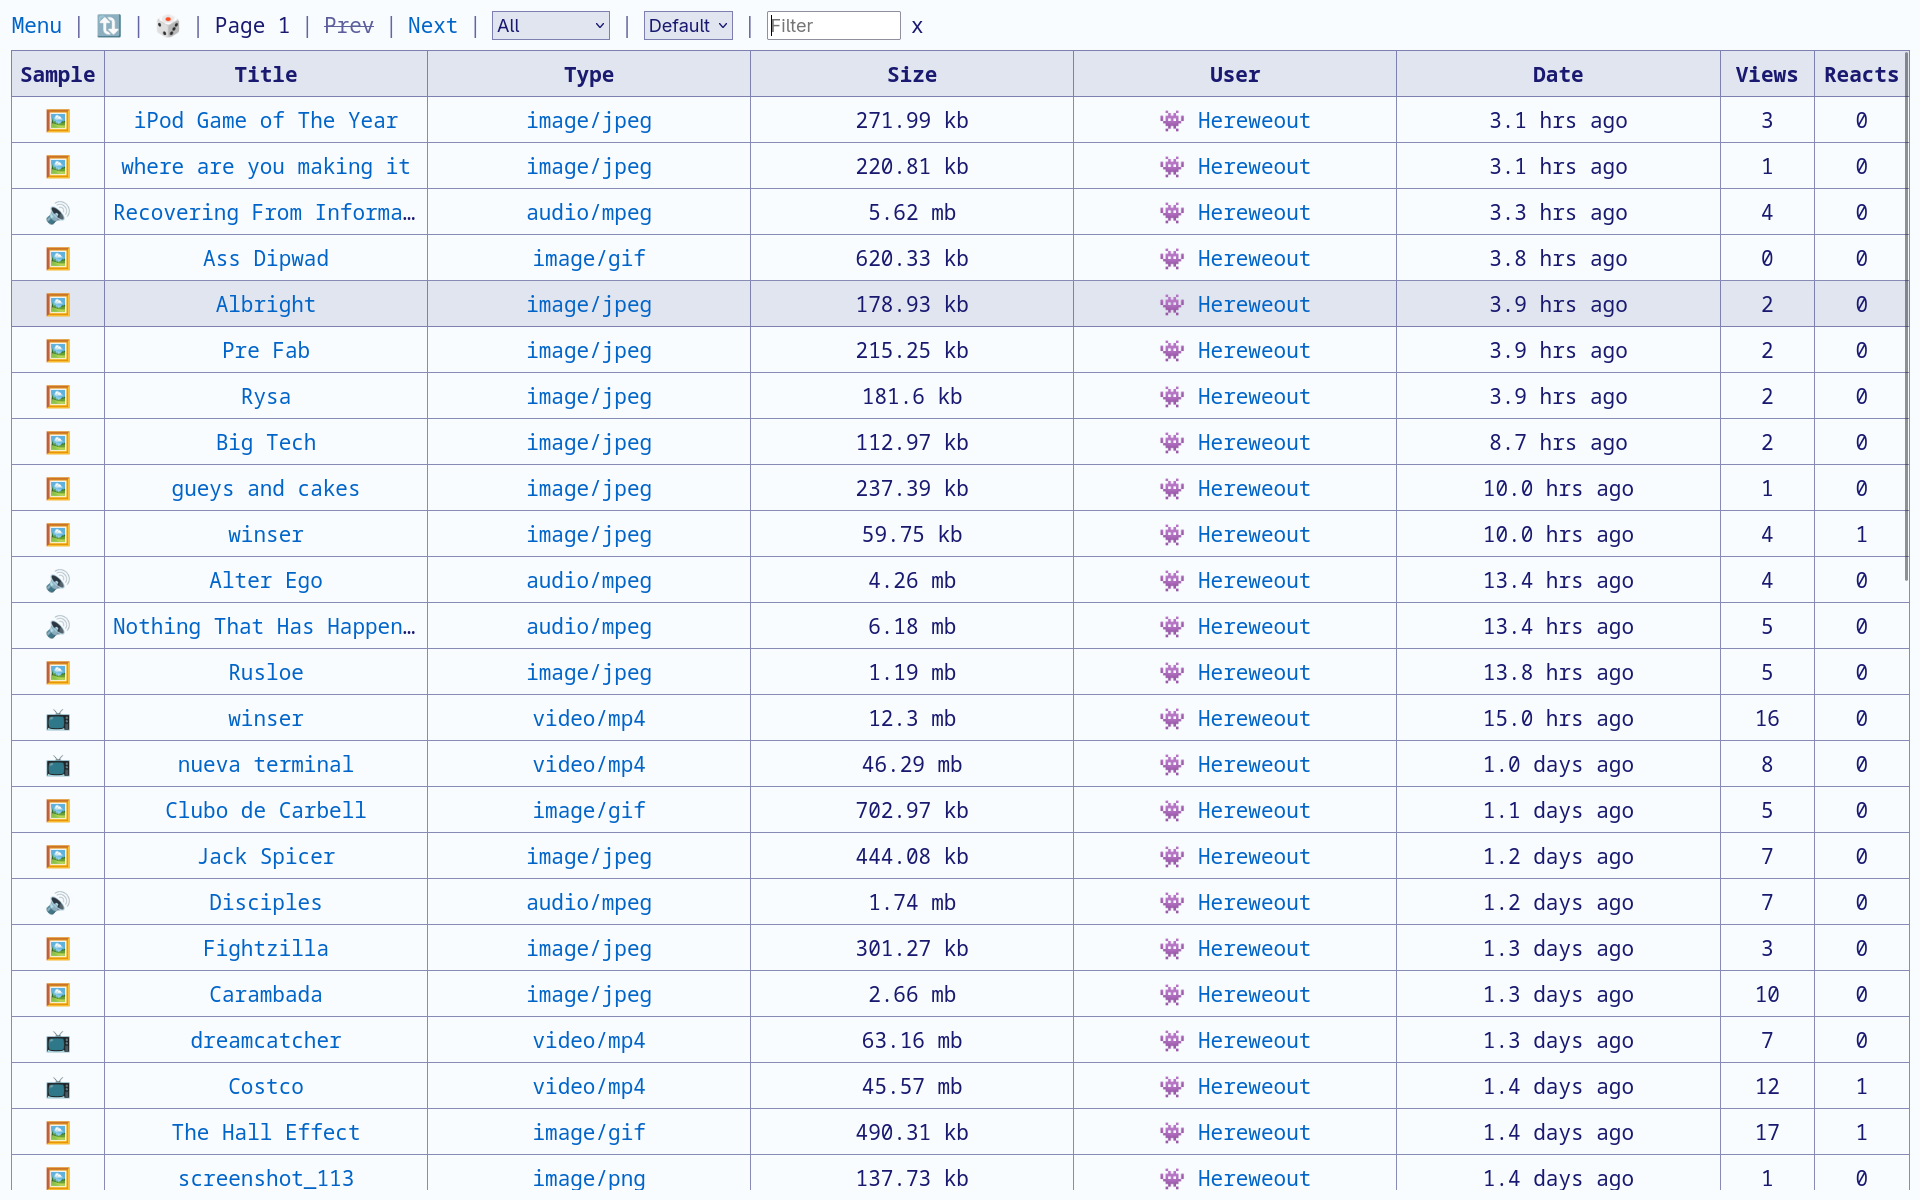 Menu | | | Page 1 | Prev | Next | All | Default | Filter x
Sample Title Type Size User Date Views Reacts
iPod Game of The Year image/jpeg 271.99 kb Hereweout 3.1 hrs ago 3 0
where are you making it image/jpeg 220.81 kb Hereweout 3.1 hrs ago 1 0
Recovering From Informa… audio/mpeg 5.62 mb Hereweout 3.3 hrs ago 4 0
Ass Dipwad image/gif 620.33 kb Hereweout 3.8 hrs ago 0 0
Albright image/jpeg 178.93 kb Hereweout 3.9 hrs ago 2 0
Pre Fab image/jpeg 215.25 kb Hereweout 3.9 hrs ago 2 0
Rysa image/jpeg 181.6 kb Hereweout 3.9 hrs ago 2 0
Big Tech image/jpeg 112.97 kb Hereweout 8.7 hrs ago 2 0
gueys and cakes image/jpeg 237.39 kb Hereweout 10.0 hrs ago 1 0
winser image/jpeg 59.75 kb Hereweout 10.0 hrs ago 4 1
Alter Ego audio/mpeg 4.26 mb Hereweout 13.4 hrs ago 4 0
Nothing That Has Happen… audio/mpeg 6.18 mb Hereweout 13.4 hrs ago 5 0
Rusloe image/jpeg 1.19 mb Hereweout 13.8 hrs ago 5 0
winser video/mp4 12.3 mb Hereweout 15.0 hrs ago 16 0
nueva terminal video/mp4 46.29 mb Hereweout 1.0 days ago 8 0
Clubo de Carbell image/gif 702.97 kb Hereweout 1.1 days ago 5 0
Jack Spicer image/jpeg 444.08 kb Hereweout 1.2 days ago 7 0
Disciples audio/mpeg 1.74 mb Hereweout 1.2 days ago 7 0
Fightzilla image/jpeg 301.27 kb Hereweout 1.3 days ago 3 0
Carambada image/jpeg 2.66 mb Hereweout 1.3 days ago 10 0
dreamcatcher video/mp4 63.16 mb Hereweout 1.3 days ago 7 0
Costco video/mp4 45.57 mb Hereweout 1.4 days ago 12 1
The Hall Effect image/gif 490.31 kb Hereweout 1.4 days ago 17 1
screenshot_113 image/png 137.73 kb Hereweout 1.4 days ago 1 0